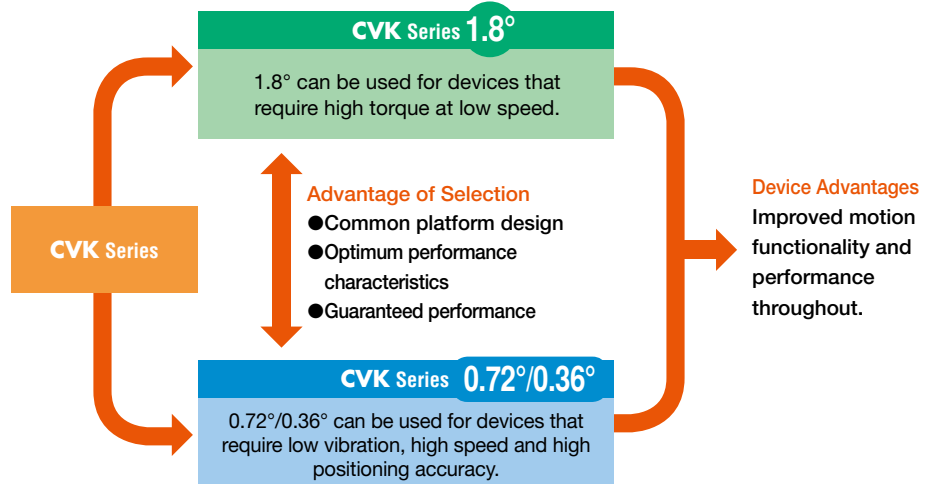 CVK Series 1.8°
1.8° can be used for devices that
require high torque at low speed.
CVK Series
Advantage of Selection
●Common platform design
●Optimum performance
characteristics
●Guaranteed performance
Device Advantages
Improved motion
functionality and
performance
throughout.
CVK Series 0.72°/0.36°
0.72°/0.36° can be used for devices that
require low vibration, high speed and high
positioning accuracy.